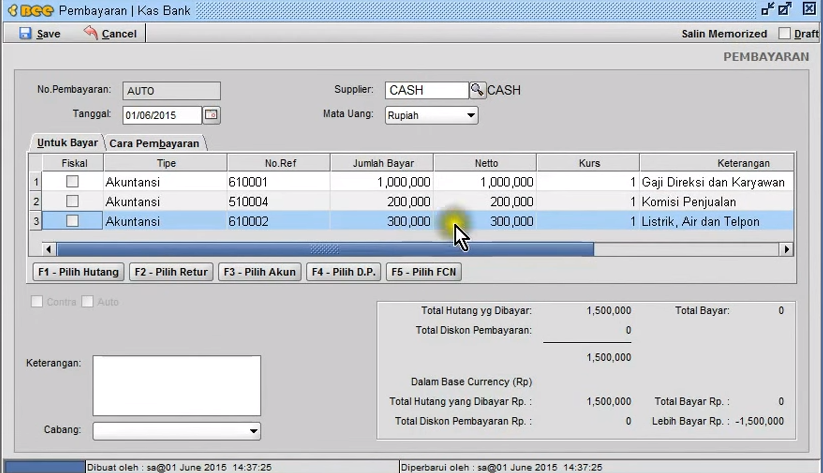 BEE Pembayaran | Kas Bank
Save Cancel Salin Memorized Draft
PEMBAYARAN
No.Pembayaran: AUTO Supplier: CASH CASH
Tanggal: 01/06/2015 Mata Uang: Rupiah
Untuk Bayar Cara Pembayaran
Fiskal Tipe No.Ref Jumlah Bayar Netto Kurs Keterangan
1 Akuntansi 610001 1,000,000 1,000,000 1 Gaji Direksi dan Karyawan
2 Akuntansi 510004 200,000 200,000 1 Komisi Penjualan
3 Akuntansi 610002 300,000 300,000 1 Listrik, Air dan Telpon
F1 - Pilih Hutang F2 - Pilih Retur F3 - Pilih Akun F4 - Pilih D.P. F5 - Pilih FCN
Contra Auto
Total Hutang yg Dibayar: 1,500,000 Total Bayar: 0
Total Diskon Pembayaran: 0
1,500,000
Keterangan:
Dalam Base Currency (Rp)
Total Hutang yang Dibayar Rp. : 1,500,000 Total Bayar Rp. : 0
Total Diskon Pembayaran Rp. : 0 Lebih Bayar Rp. : -1,500,000
Cabang:
Dibuat oleh : sa@01 June 2015 14:37:25 Diperbarui oleh : sa@01 June 2015 14:37:25